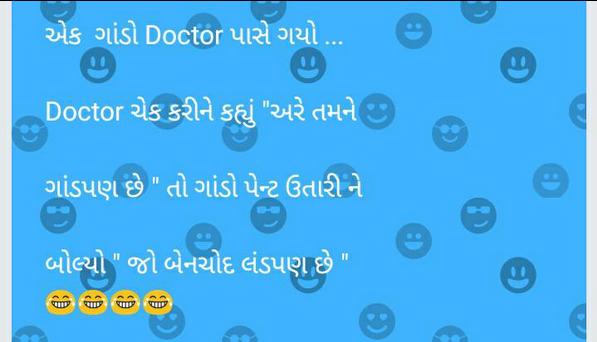 એક ગાંડો Doctor પાસે ગયો ...
Doctor ચેક કરીને કહ્યું "અરે તમને
ગાંડપણ છે " તો ગાંડો પેન્ટ ઉતારી ને
બોલ્યો " જો બેનચોદ લંડપણ છે "
😂😂😂😂